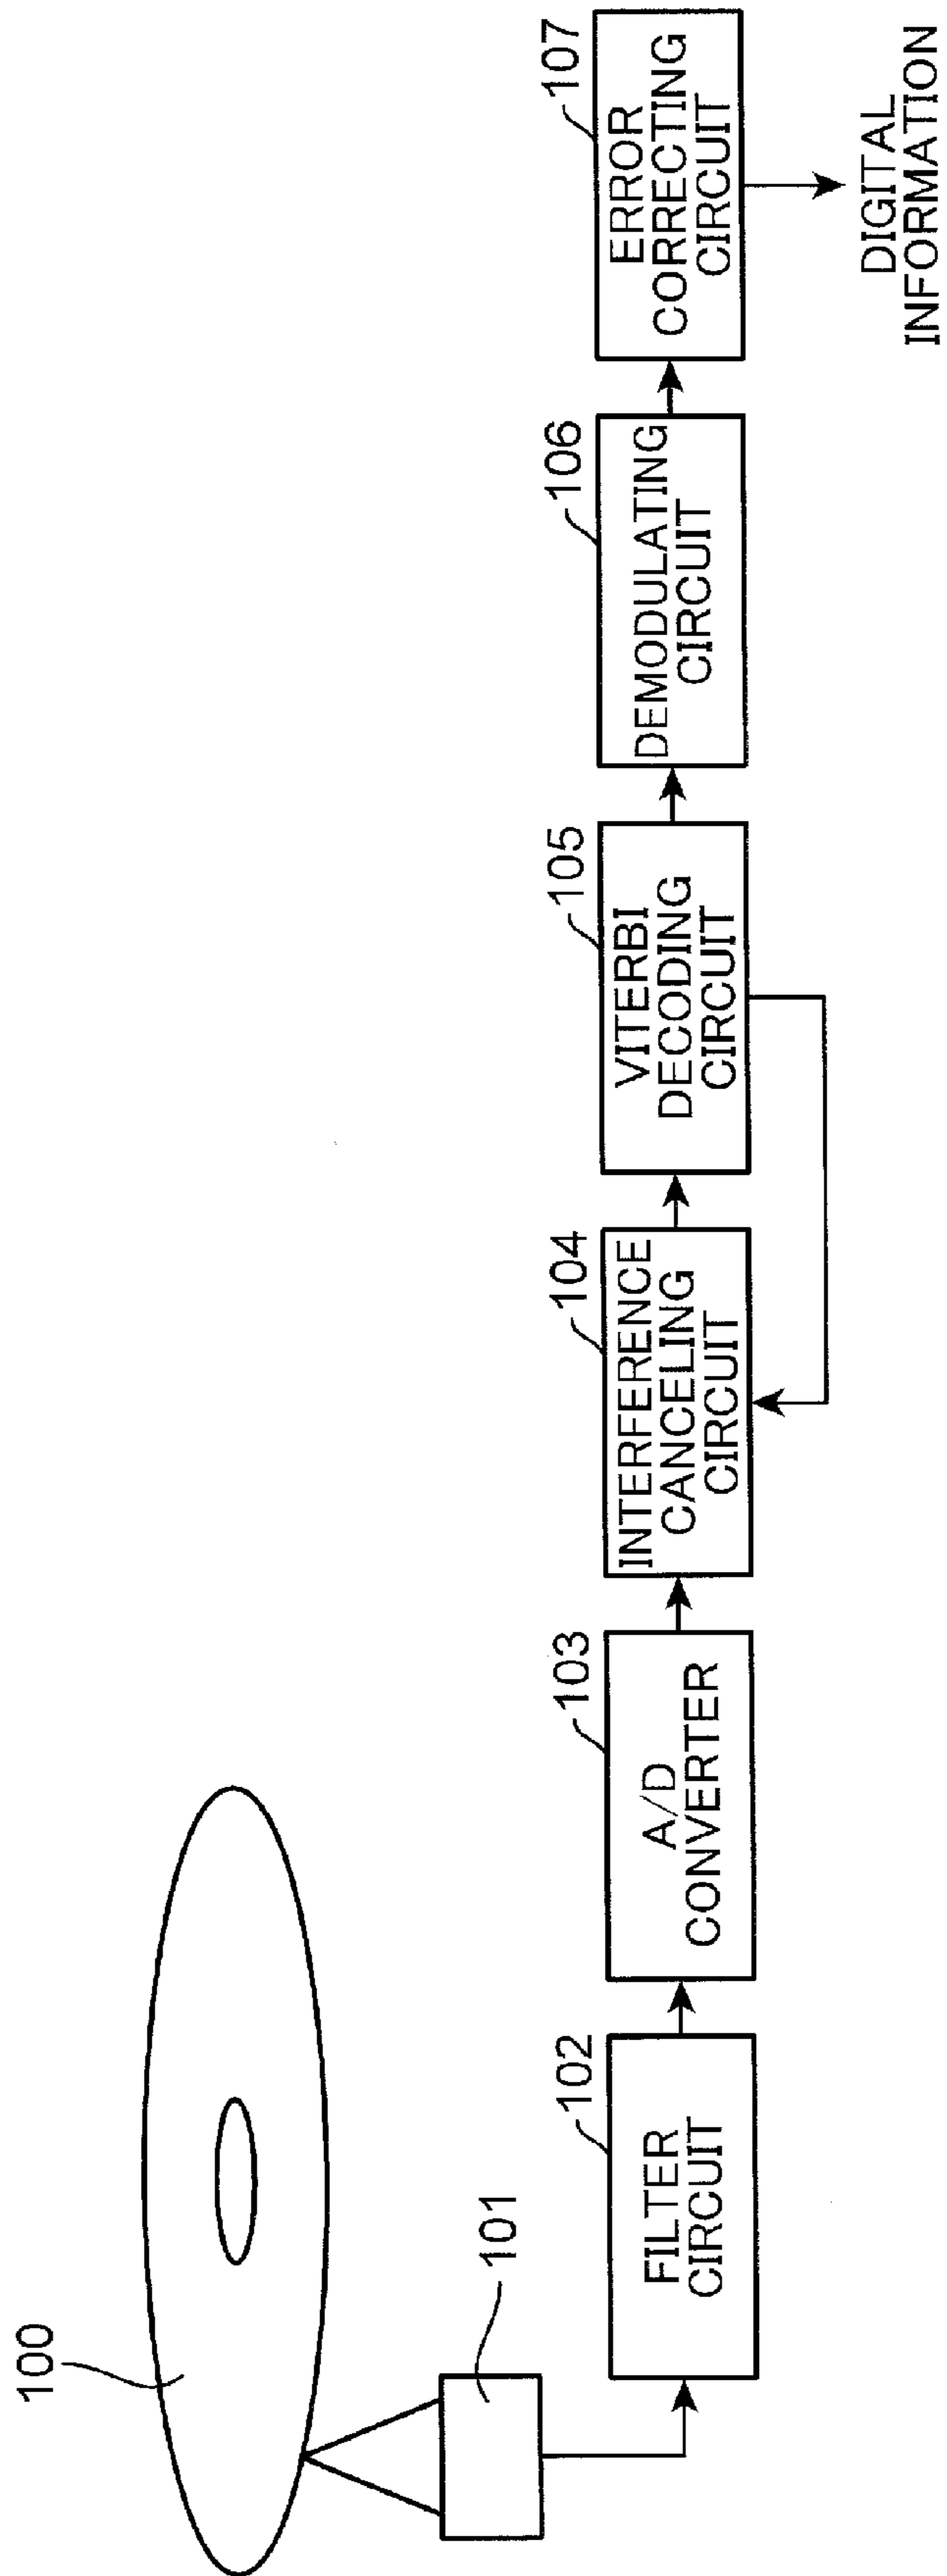 100
101
102
FILTER
CIRCUIT
103
A/D
CONVERTER
104
INTERFERENCE
CANCELING
CIRCUIT
105
VITERBI
DECODING
CIRCUIT
106
DEMODULATING
CIRCUIT
107
ERROR
CORRECTING
CIRCUIT
DIGITAL
INFORMATION